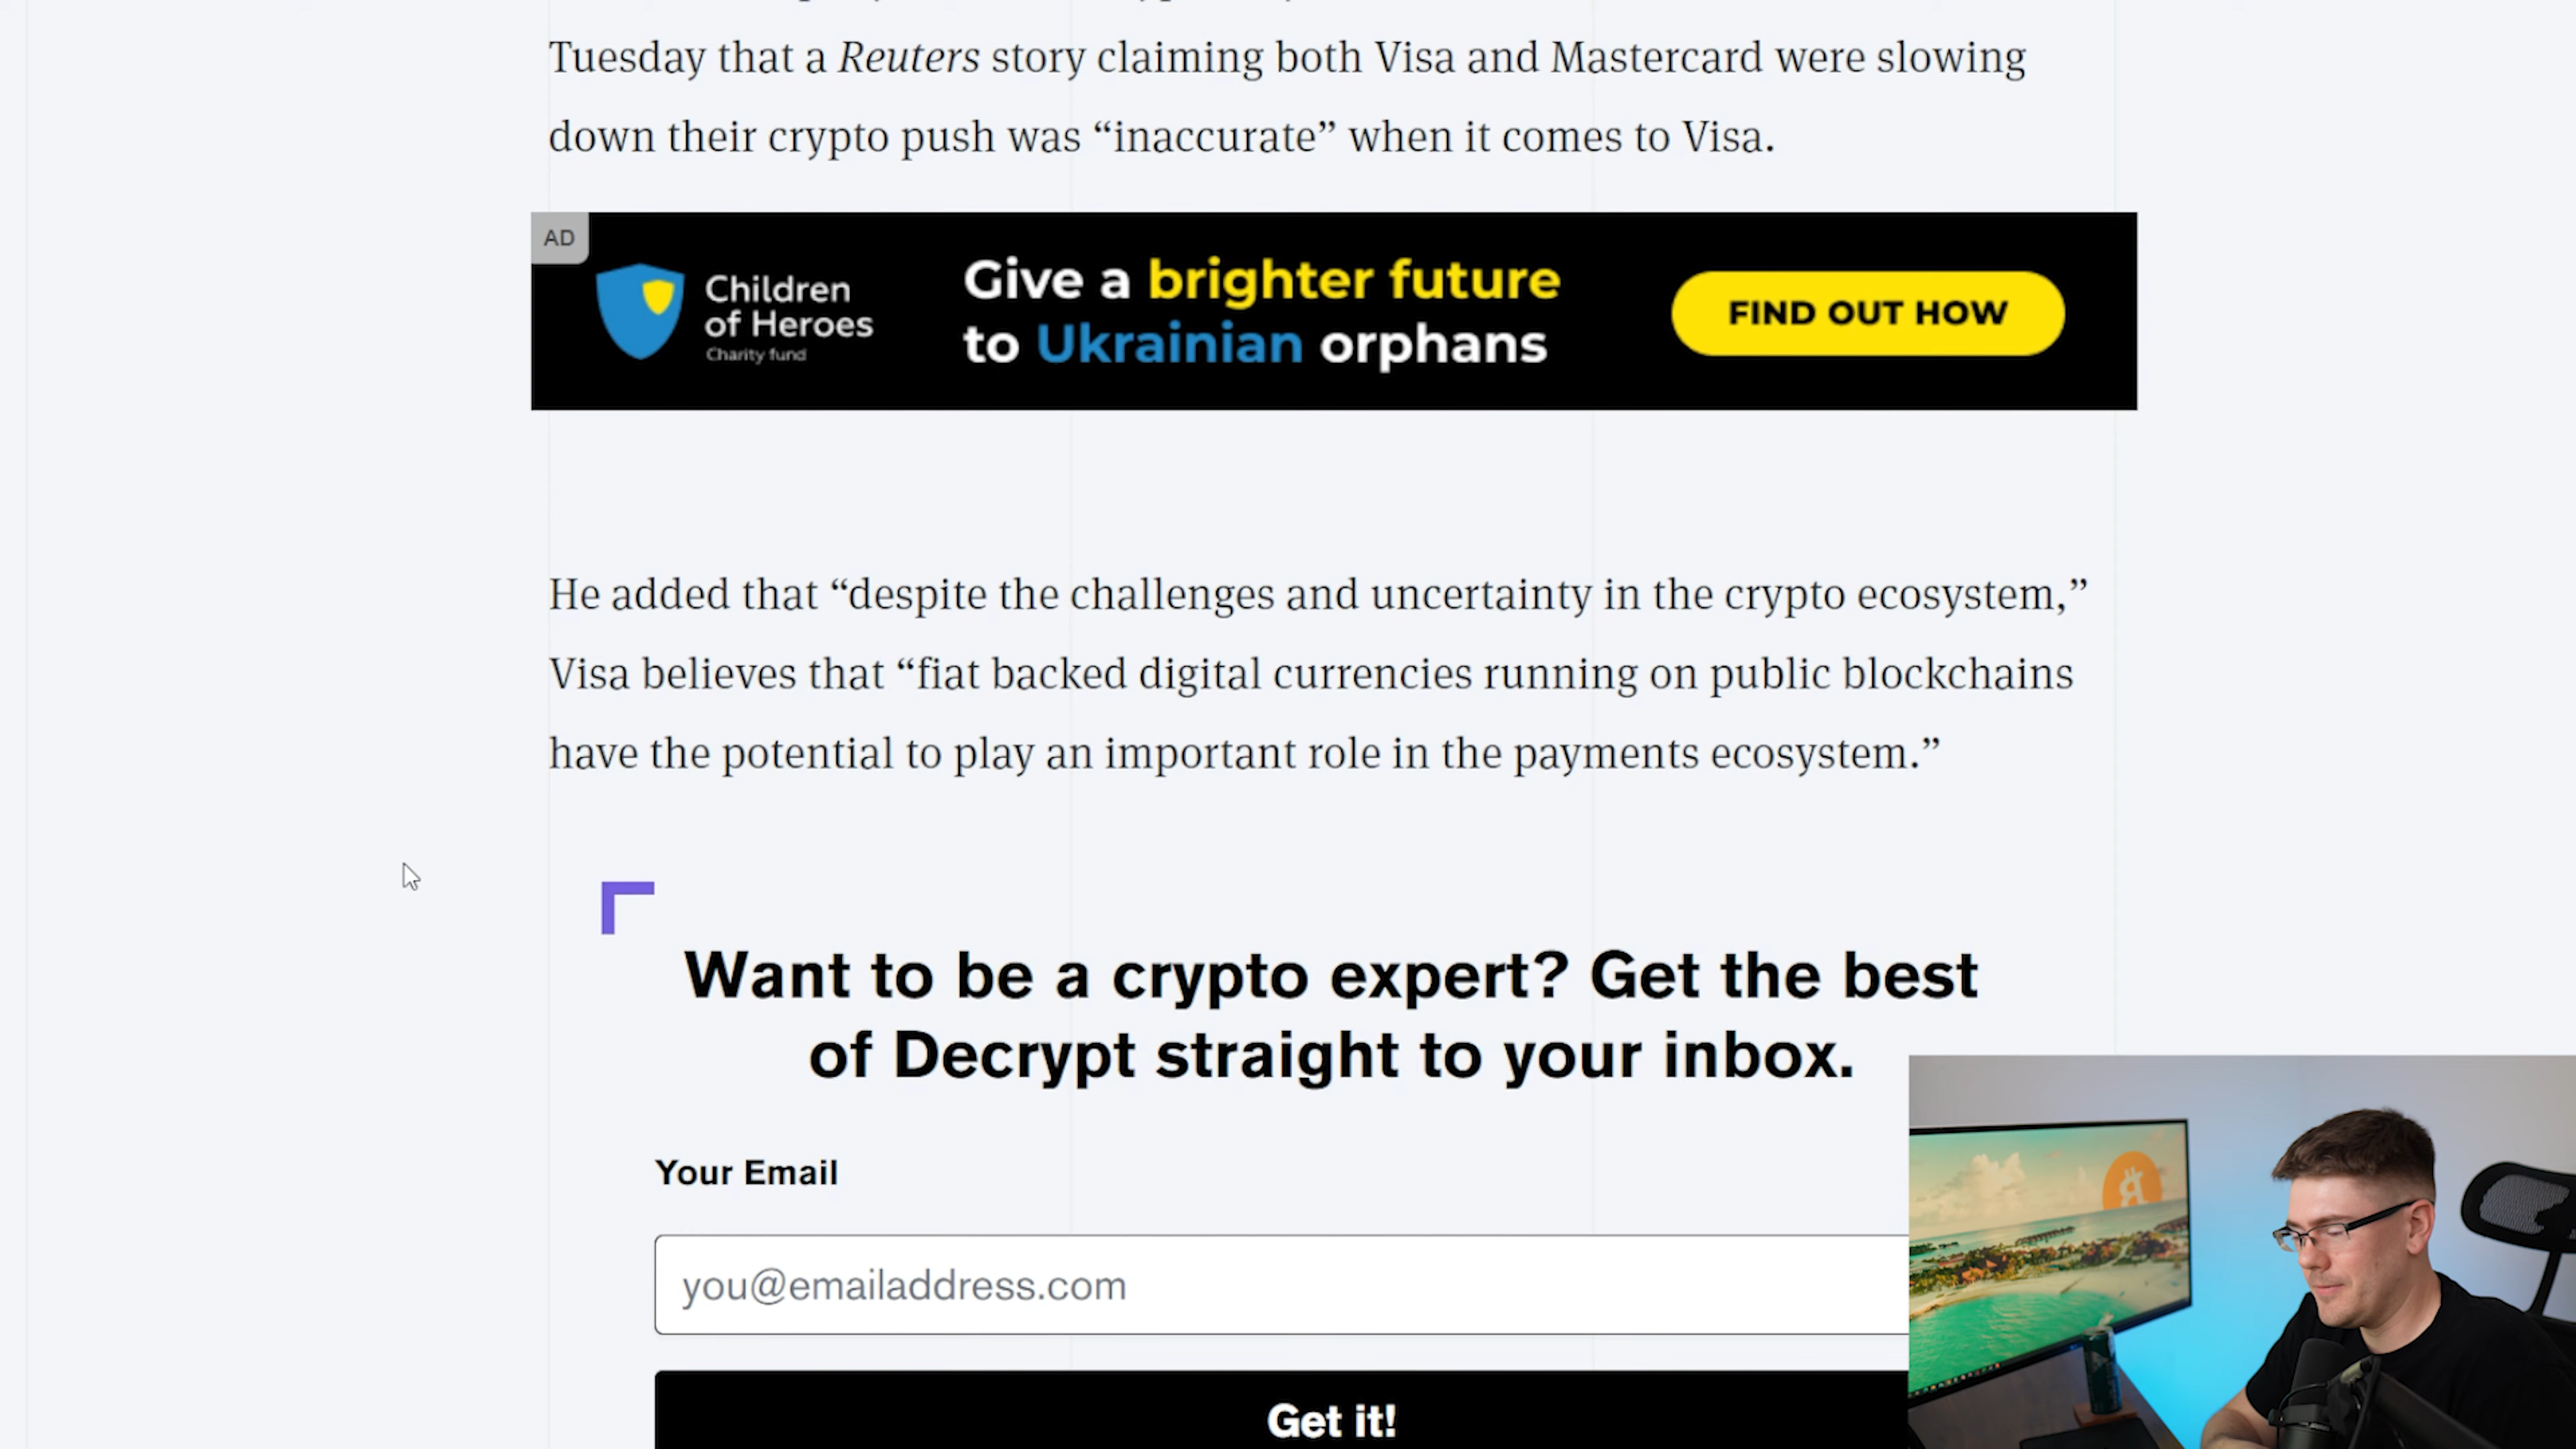 Tuesday that a Reuters story claiming both Visa and Mastercard were slowing
down their crypto push was “inaccurate” when it comes to Visa.
AD
Children
of Heroes
Charity fund
Give a brighter future
to Ukrainian orphans
FIND OUT HOW
He added that “despite the challenges and uncertainty in the crypto ecosystem,”
Visa believes that “fiat backed digital currencies running on public blockchains
have the potential to play an important role in the payments ecosystem.”
Want to be a crypto expert? Get the best
of Decrypt straight to your inbox.
Your Email
you@emailaddress.com
Get it!